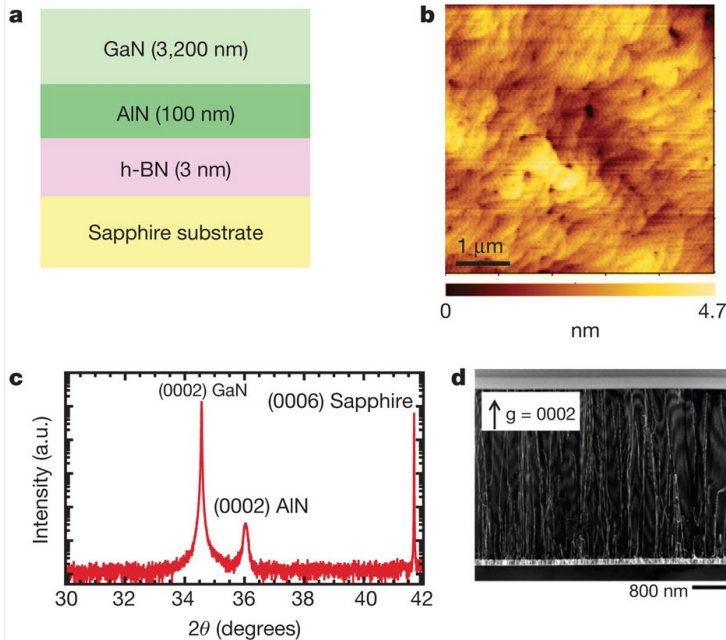 a
GaN (3,200 nm)
AlN (100 nm)
h-BN (3 nm)
Sapphire substrate
b
1 μm
0 4.7
nm
c
(0002) GaN
(0006) Sapphire
(0002) AlN
Intensity (a.u.)
30 32 34 36 38 40 42
2θ (degrees)
d
g = 0002
800 nm